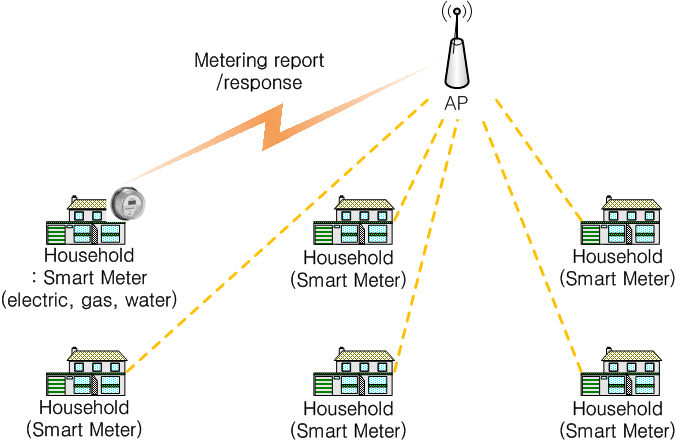 Metering report
/response
AP
Household
: Smart Meter
(electric, gas, water)
Household
(Smart Meter)
Household
(Smart Meter)
Household
(Smart Meter)
Household
(Smart Meter)
Household
(Smart Meter)